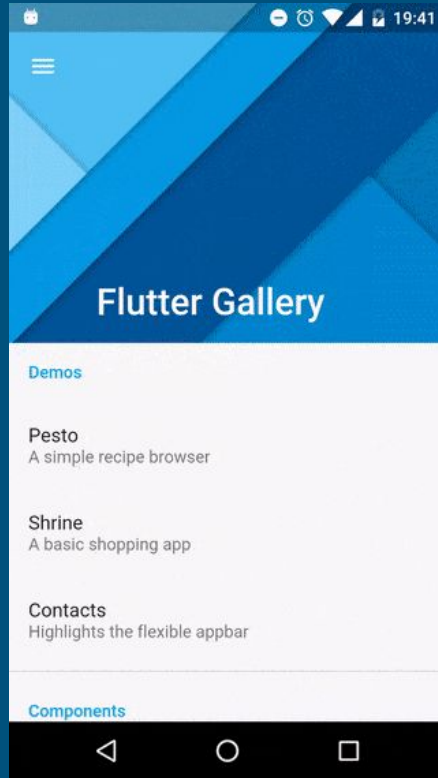 19:41
Flutter Gallery
Demos
Pesto
A simple recipe browser
Shrine
A basic shopping app
Contacts
Highlights the flexible appbar
Components